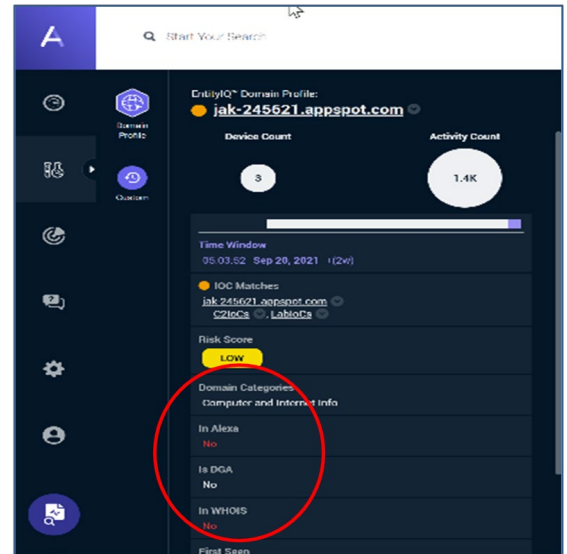 Start Your Search
EntityIQ™ Domain Profile:
jak-245621.appspot.com
Domain
Profile
Custom
Device Count
Activity Count
3
1.4K
Time Window
05:03:52 Sep 20, 2021 (2w)
IOC Matches
jak-245621.appspot.com
C2IoCs, LabIoCs
Risk Score
LOW
Domain Categories
Computer and Internet Info
In Alexa
No
Is DGA
No
In WHOIS
No
First Seen